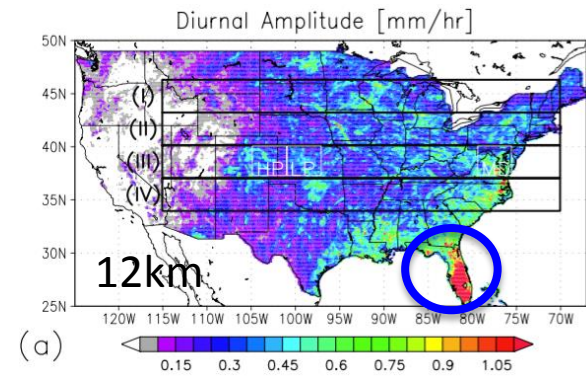 Diurnal Amplitude [mm/hr]
50N
45N
(I)
(II)
40N
(III)
HP LP
35N
(IV)
30N
12km
25N
120W 115W 110W 105W 100W 95W 90W 85W 80W 75W 70W
(a)
0.15 0.3 0.45 0.6 0.75 0.9 1.05